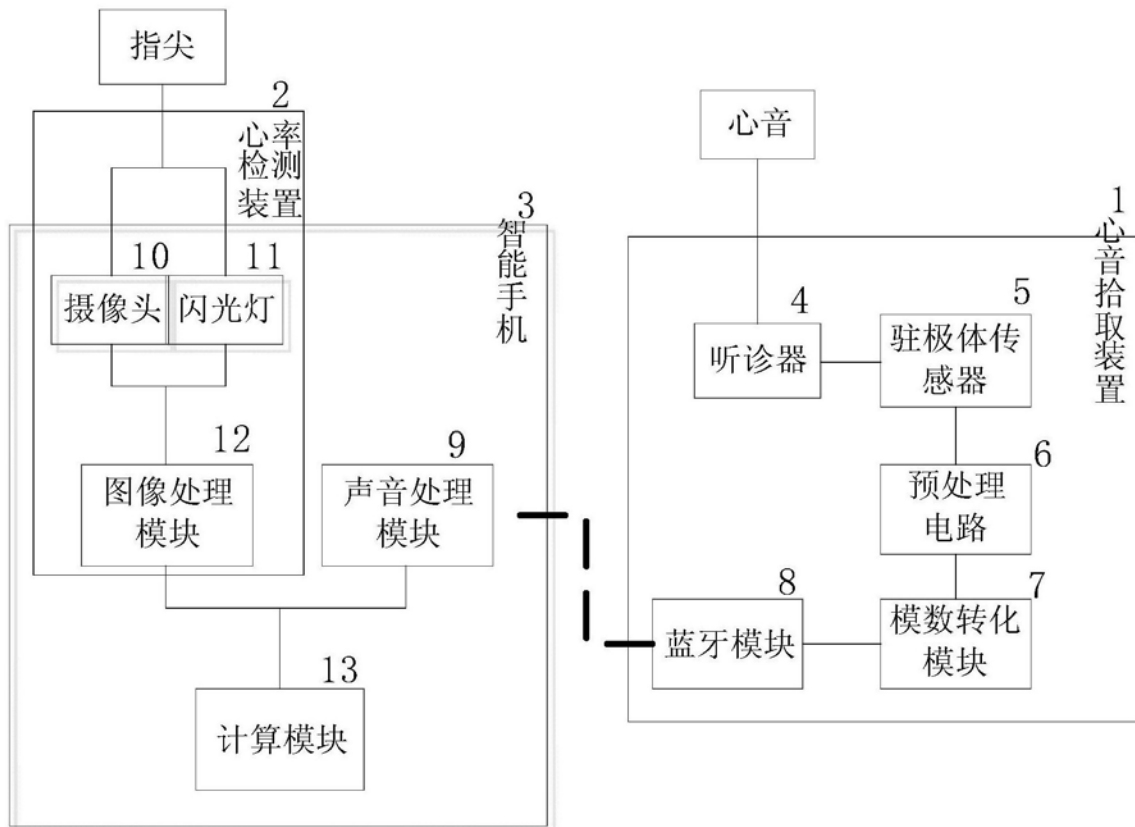 指尖
2
心率
检测
装置
3
智能手机
10
摄像头
11
闪光灯
12
图像处理
模块
9
声音处理
模块
13
计算模块
心音
1
心音拾取装置
4
听诊器
5
驻极体传
感器
6
预处理
电路
7
模数转化
模块
8
蓝牙模块